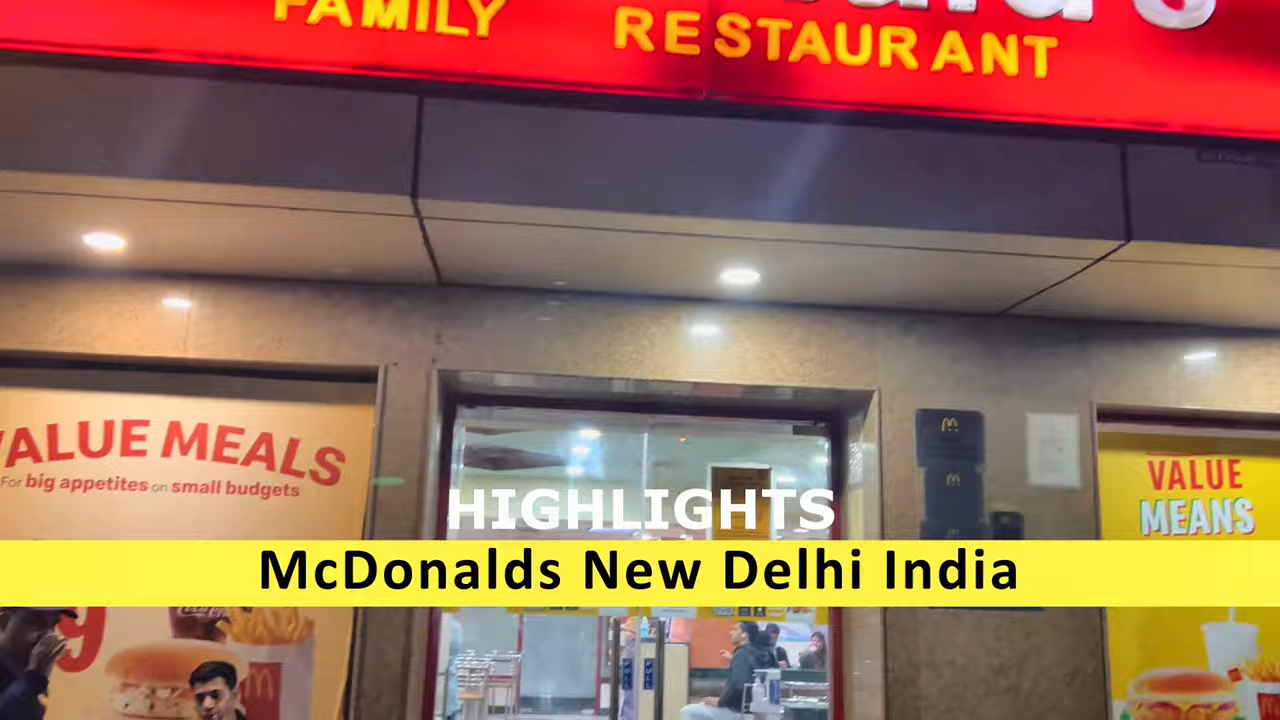 FAMILY RESTAURANT
VALUE MEALS
For big appetites on small budgets
VALUE
MEANS
HIGHLIGHTS
McDonalds New Delhi India